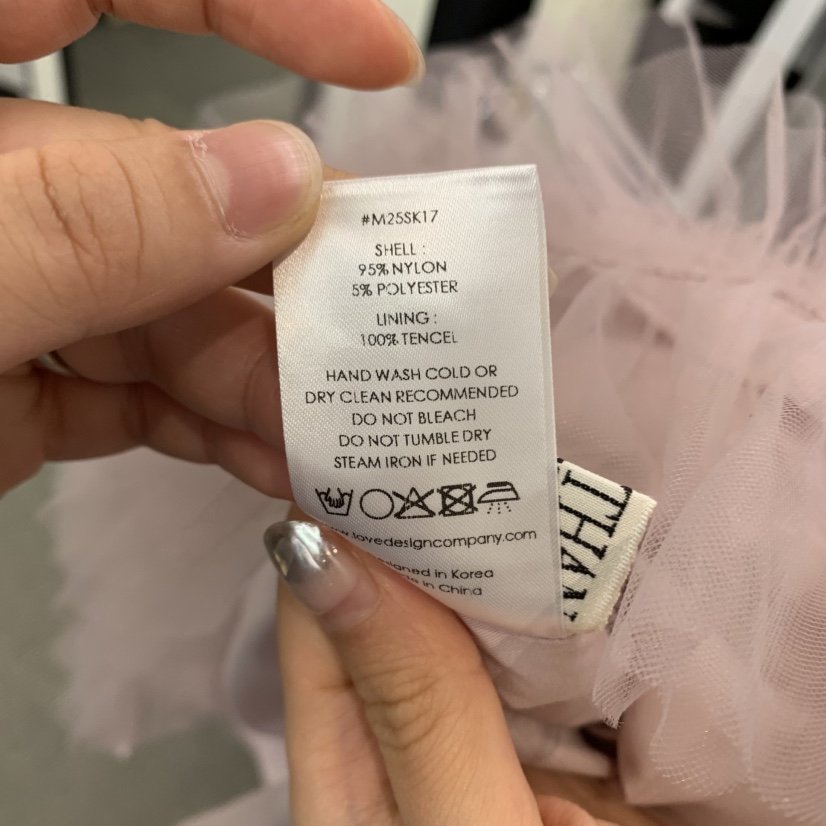 #M25SK17
SHELL :
95% NYLON
5% POLYESTER
LINING :
100% TENCEL
HAND WASH COLD OR
DRY CLEAN RECOMMENDED
DO NOT BLEACH
DO NOT TUMBLE DRY
STEAM IRON IF NEEDED
.lovedesigncompany.com
in Korea
in China